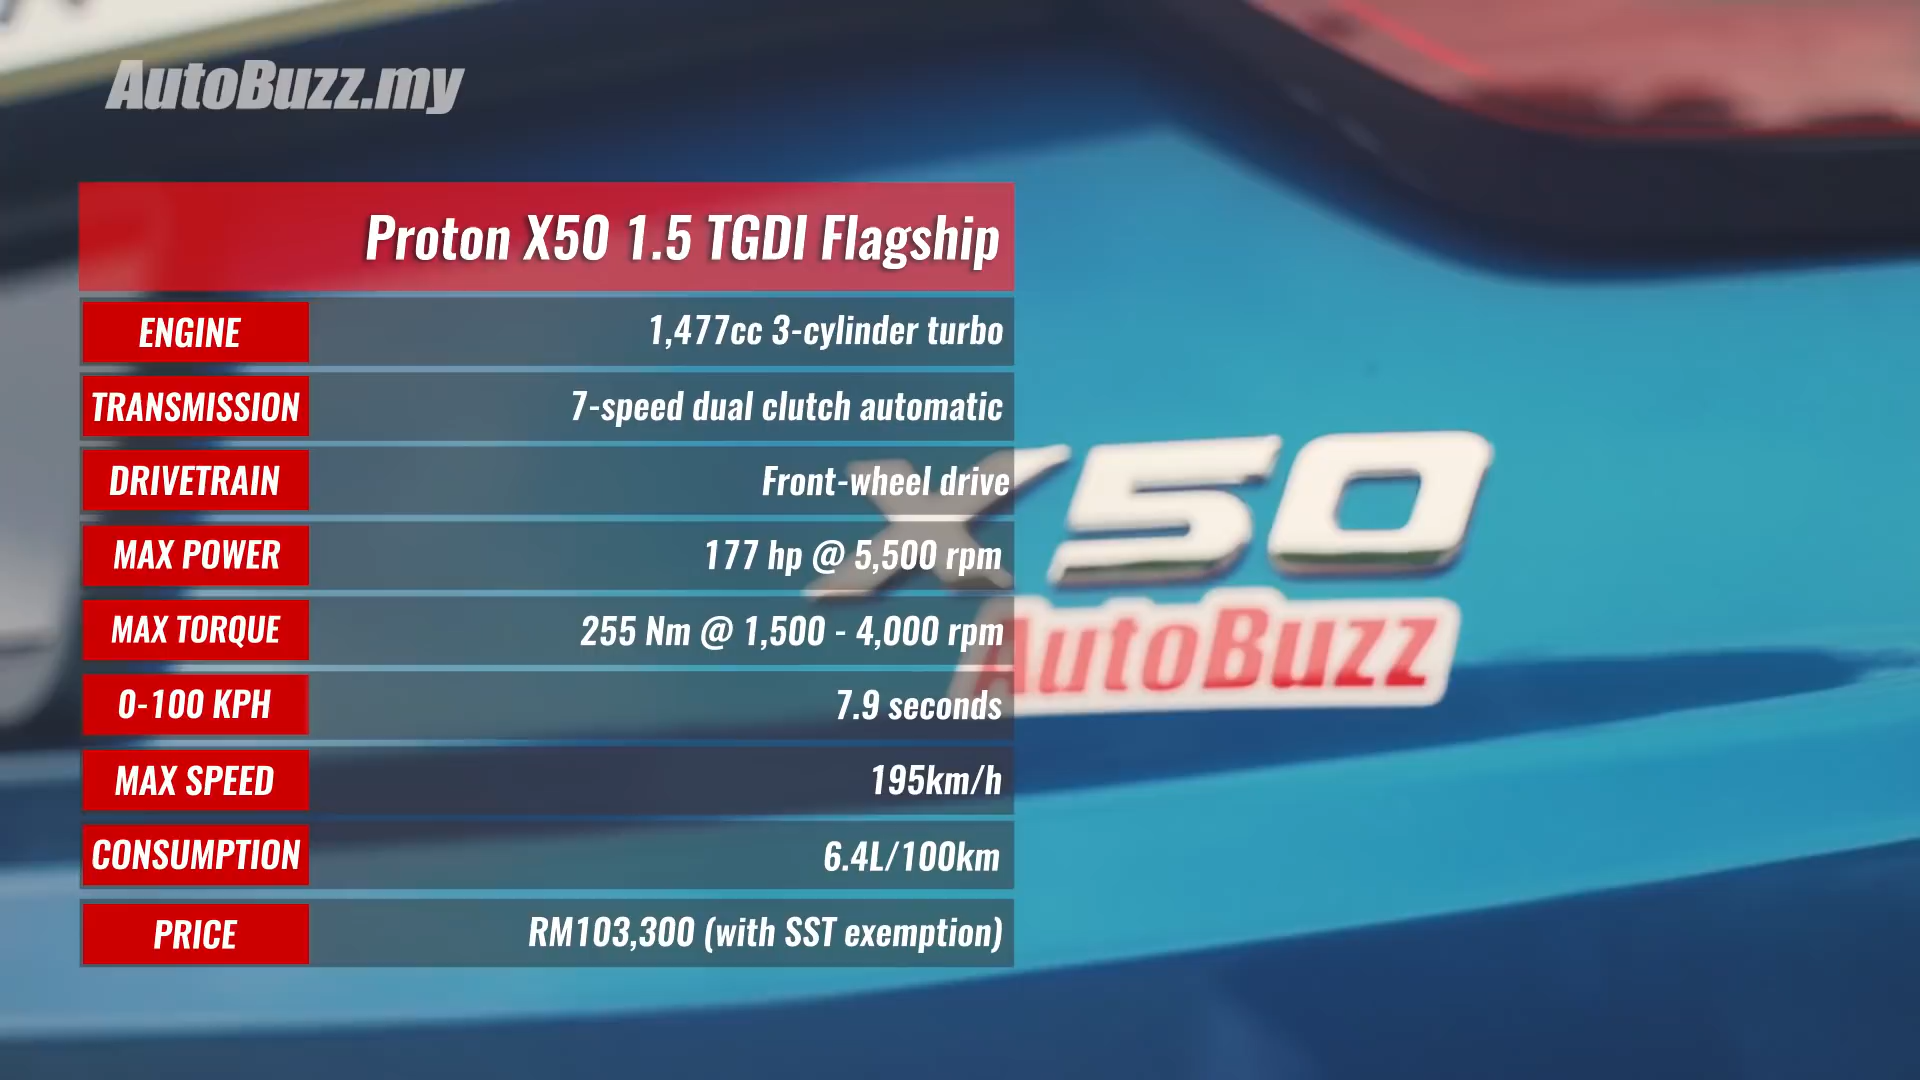 AutoBuzz.my
Proton X50 1.5 TGDI Flagship
ENGINE 1,477cc 3-cylinder turbo
TRANSMISSION 7-speed dual clutch automatic
DRIVETRAIN Front-wheel drive
MAX POWER 177 hp @ 5,500 rpm
MAX TORQUE 255 Nm @ 1,500 - 4,000 rpm
0-100 KPH 7.9 seconds
MAX SPEED 195km/h
CONSUMPTION 6.4L/100km
PRICE RM103,300 (with SST exemption)
X50
AutoBuzz